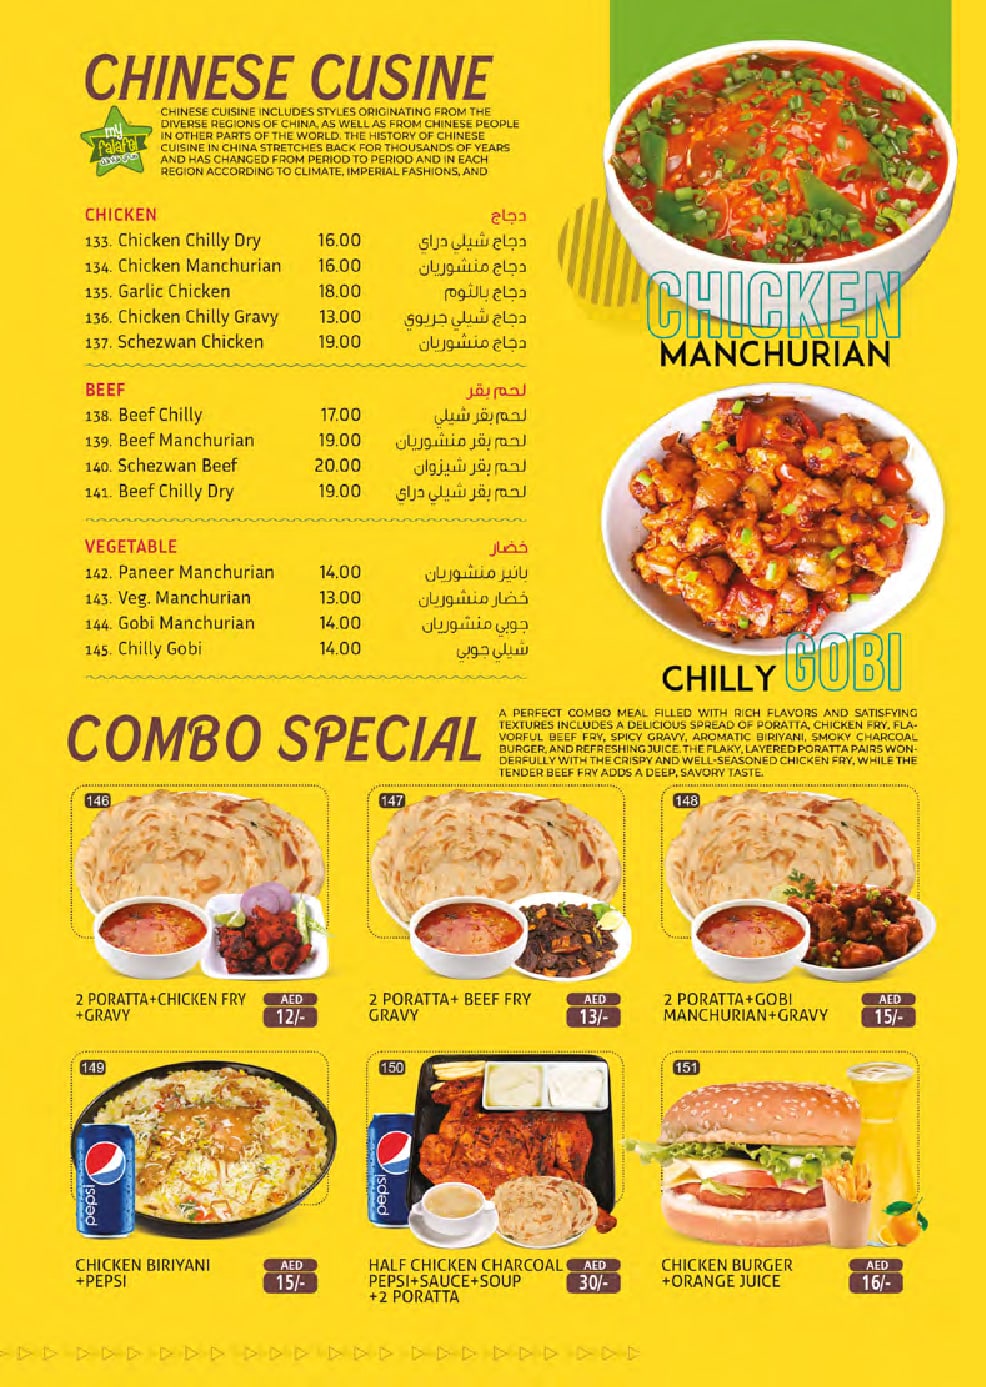 CHINESE CUSINE
my
falafel
CHINESE CUISINE INCLUDES STYLES ORIGINATING FROM THE
DIVERSE REGIONS OF CHINA, AS WELL AS FROM CHINESE PEOPLE
IN OTHER PARTS OF THE WORLD. THE HISTORY OF CHINESE
CUISINE IN CHINA STRETCHES BACK FOR THOUSANDS OF YEARS
AND HAS CHANGED FROM PERIOD TO PERIOD AND IN EACH
REGION ACCORDING TO CLIMATE, IMPERIAL FASHIONS, AND
CHICKEN دجاج
133. Chicken Chilly Dry 16.00 دجاج شيلي دراي
134. Chicken Manchurian 16.00 دجاج منشوريان
135. Garlic Chicken 18.00 دجاج بالثوم
136. Chicken Chilly Gravy 13.00 دجاج شيلي جريوي
137. Schezwan Chicken 19.00 دجاج منشوريان
BEEF لحم بقر
138. Beef Chilly 17.00 لحم بقر شيلي
139. Beef Manchurian 19.00 لحم بقر منشوريان
140. Schezwan Beef 20.00 لحم بقر شيزوان
141. Beef Chilly Dry 19.00 لحم بقر شيلي دراي
VEGETABLE خضار
142. Paneer Manchurian 14.00 بانير منشوريان
143. Veg. Manchurian 13.00 خضار منشوريان
144. Gobi Manchurian 14.00 جوبي منشوريان
145. Chilly Gobi 14.00 شيلي جوبي
CHICKEN
MANCHURIAN
CHILLY GOBI
COMBO SPECIAL
A PERFECT COMBO MEAL FILLED WITH RICH FLAVORS AND SATISFYING
TEXTURES INCLUDES A DELICIOUS SPREAD OF PORATTA, CHICKEN FRY, FLA-
VORFUL BEEF FRY, SPICY GRAVY, AROMATIC BIRIYANI, SMOKY CHARCOAL
BURGER, AND REFRESHING JUICE. THE FLAKY, LAYERED PORATTA PAIRS WON-
DERFULLY WITH THE CRISPY AND WELL-SEASONED CHICKEN FRY, WHILE THE
TENDER BEEF FRY ADDS A DEEP, SAVORY TASTE.
146
2 PORATTA+CHICKEN FRY
+GRAVY
AED
12/-
147
2 PORATTA+ BEEF FRY
GRAVY
AED
13/-
148
2 PORATTA+GOBI
MANCHURIAN+GRAVY
AED
15/-
149
pepsi
CHICKEN BIRIYANI
+PEPSI
AED
15/-
150
pepsi
HALF CHICKEN CHARCOAL
PEPSI+SAUCE+SOUP
+2 PORATTA
AED
30/-
151
CHICKEN BURGER
+ORANGE JUICE
AED
16/-